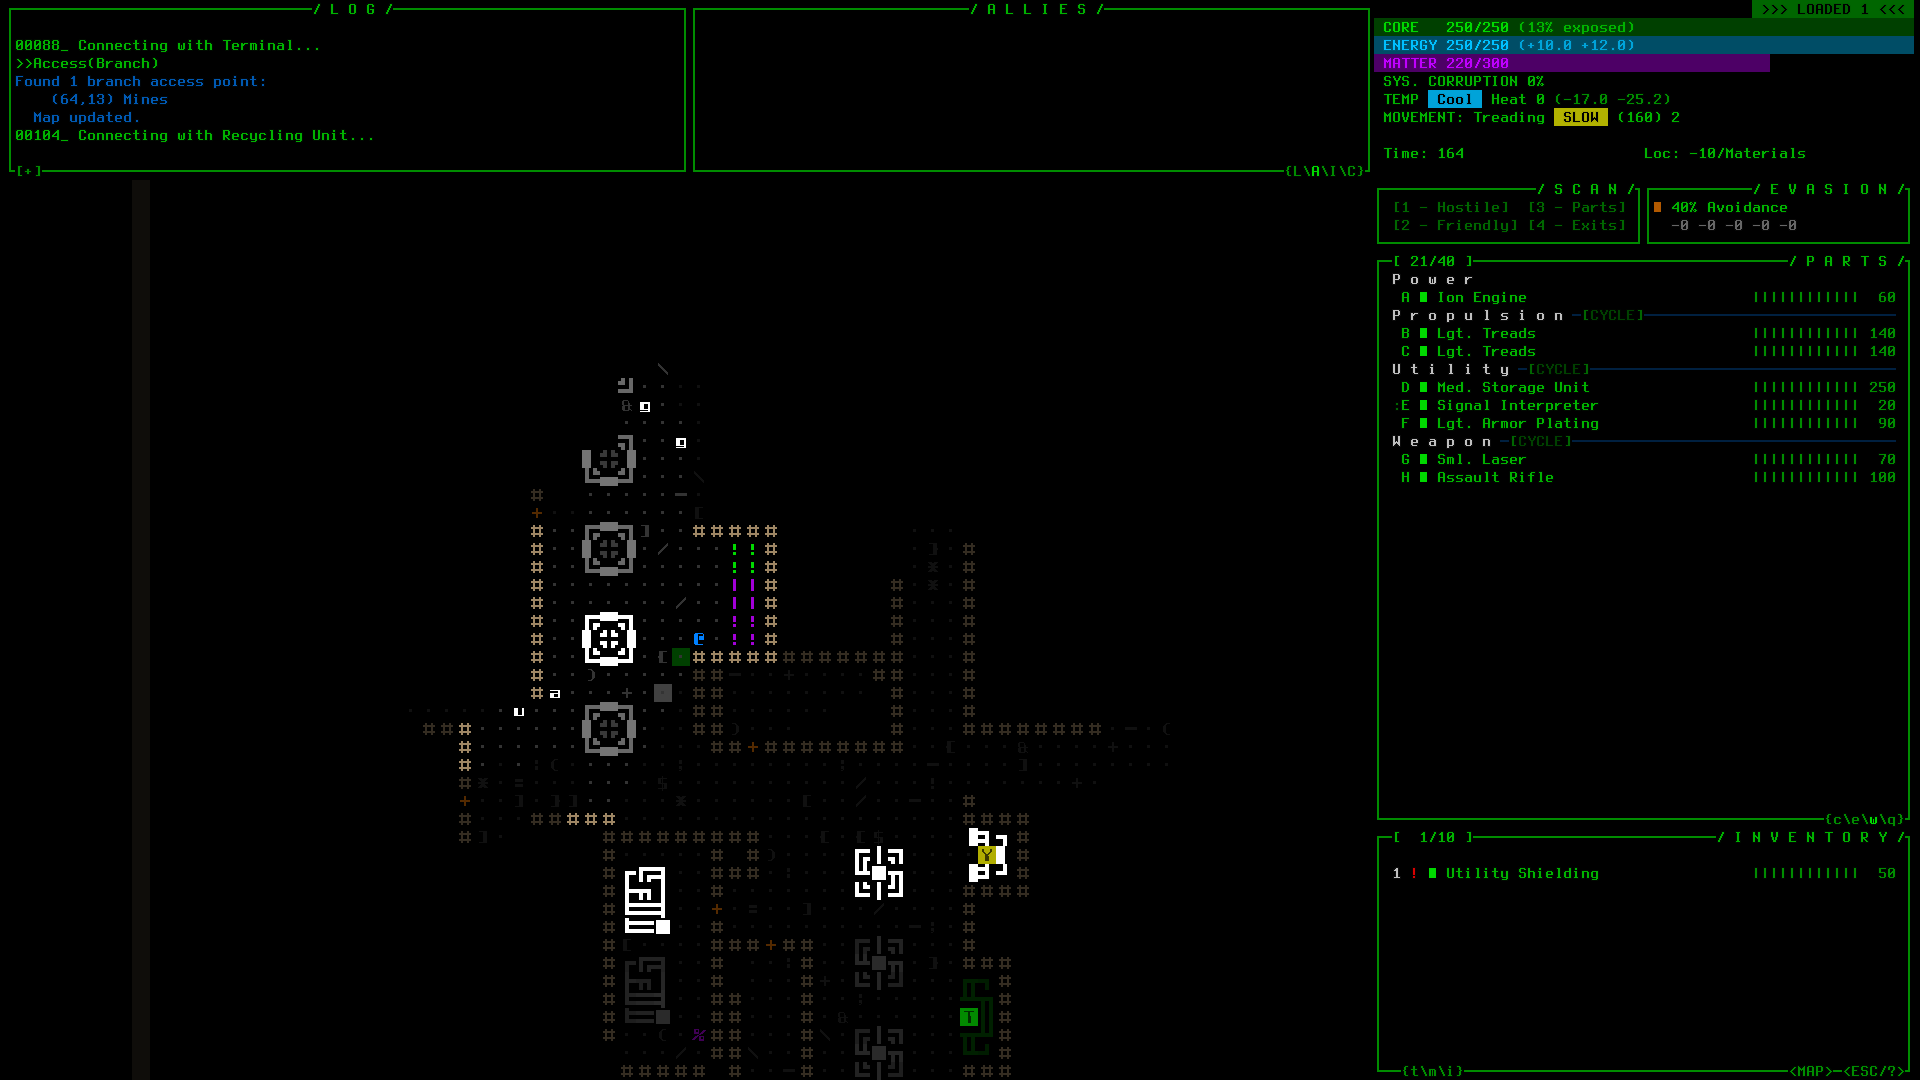 / L O G /
00088_ Connecting with Terminal...
>>Access(Branch)
Found 1 branch access point:
(64,13) Mines
Map updated.
00104_ Connecting with Recycling Unit...
[+]
/ A L L I E S /
{L\A\I\C}
>>> LOADED 1 <<<
CORE 250/250 (13% exposed)
ENERGY 250/250 (+10.0 +12.0)
MATTER 220/300
SYS. CORRUPTION 0%
TEMP Cool Heat 0 (-17.0 -25.2)
MOVEMENT: Treading SLOW (160) 2
Time: 164 Loc: -10/Materials
/ S C A N /
[1 - Hostile] [3 - Parts]
[2 - Friendly] [4 - Exits]
/ E V A S I O N /
40% Avoidance
-0 -0 -0 -0 -0
[ 21/40 ] / P A R T S /
P o w e r
A Ion Engine 60
P r o p u l s i o n [CYCLE]
B Lgt. Treads 140
C Lgt. Treads 140
U t i l i t y [CYCLE]
D Med. Storage Unit 250
:E Signal Interpreter 20
F Lgt. Armor Plating 90
W e a p o n [CYCLE]
G Sml. Laser 70
H Assault Rifle 100
{c\e\w\q}
[ 1/10 ] / I N V E N T O R Y /
1 ! Utility Shielding 50
{t\m\i} <MAP> <ESC/?>